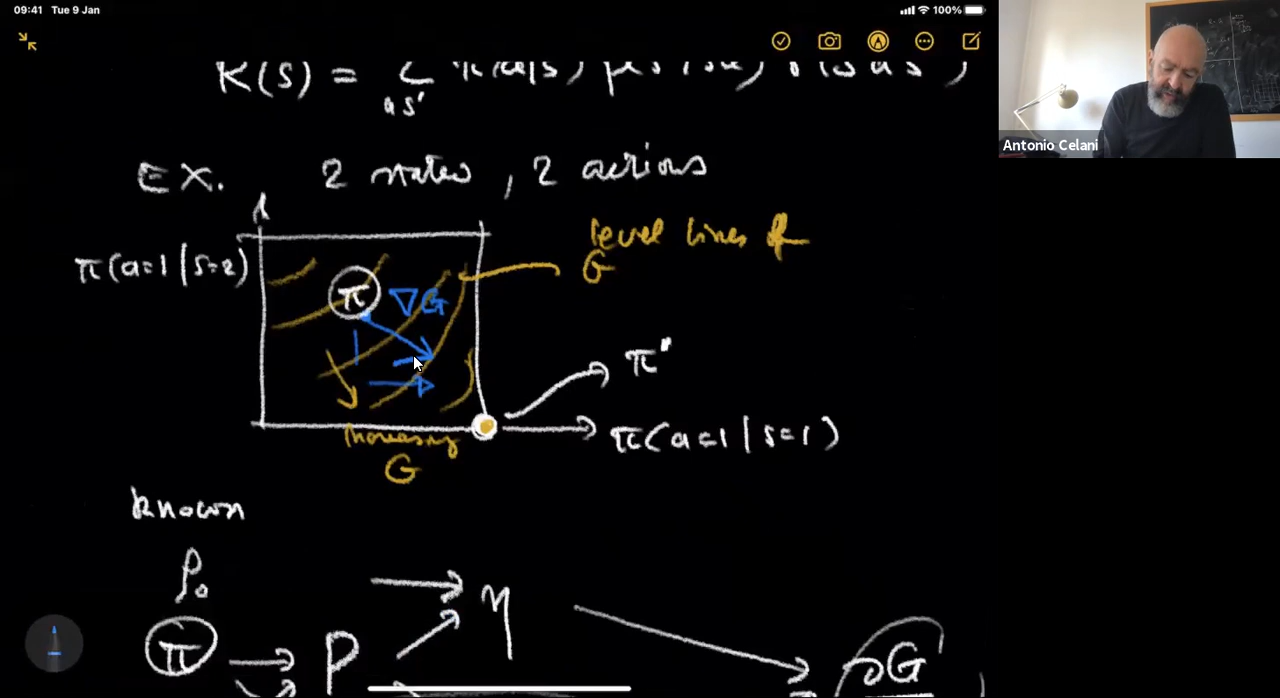 09:41 Tue 9 Jan
100%
Antonio Celani
EX. 2 states, 2 actions
level lines of
G
π(a=1|s=2)
π ∇G
π*
π(a=1|s=1)
increasing
G
known
ρ₀
η
π P ∂G